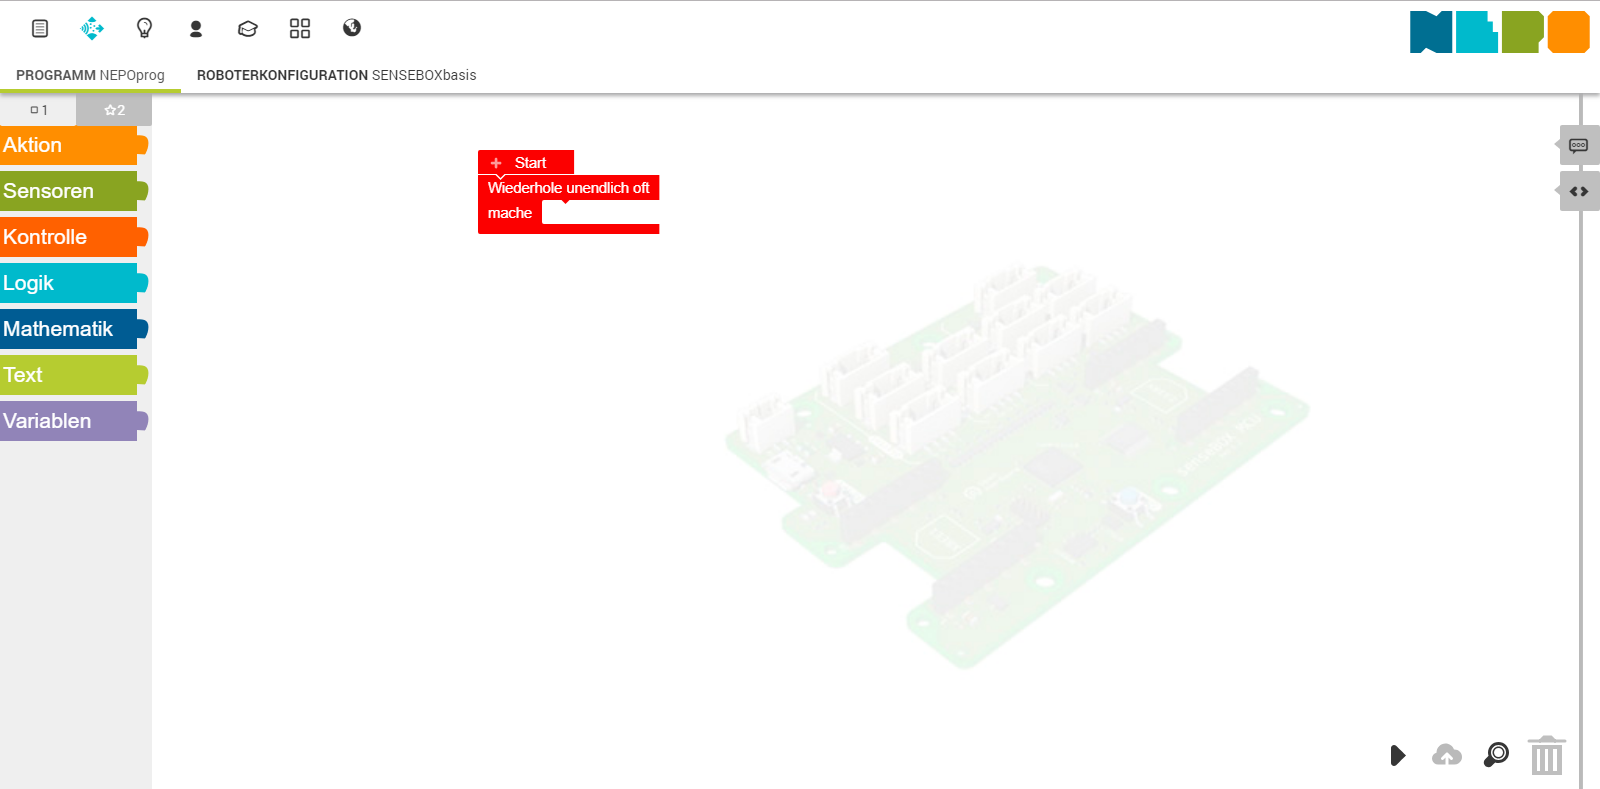 PROGRAMM NEPOprog
ROBOTERKONFIGURATION SENSEBOXbasis
1
2
Aktion
Sensoren
Kontrolle
Logik
Mathematik
Text
Variablen
+ Start
Wiederhole unendlich oft
mache